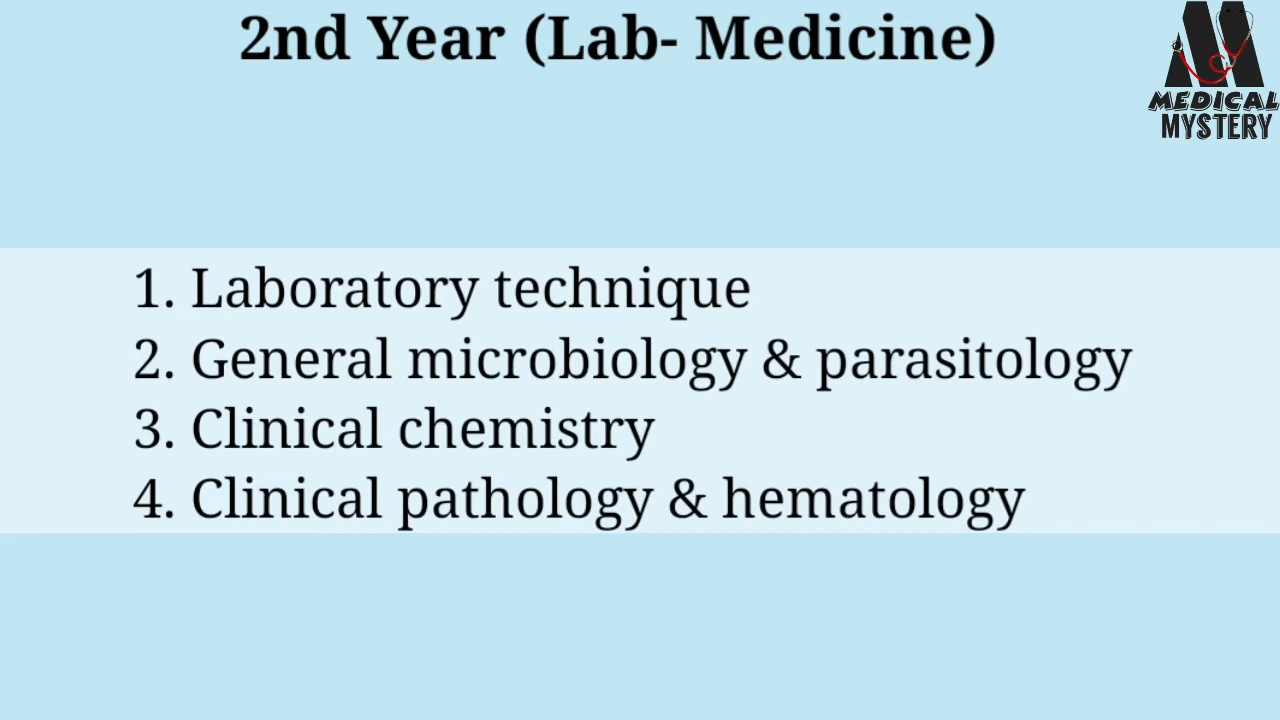 2nd Year (Lab- Medicine)
MEDICAL
MYSTERY
1. Laboratory technique
2. General microbiology & parasitology
3. Clinical chemistry
4. Clinical pathology & hematology